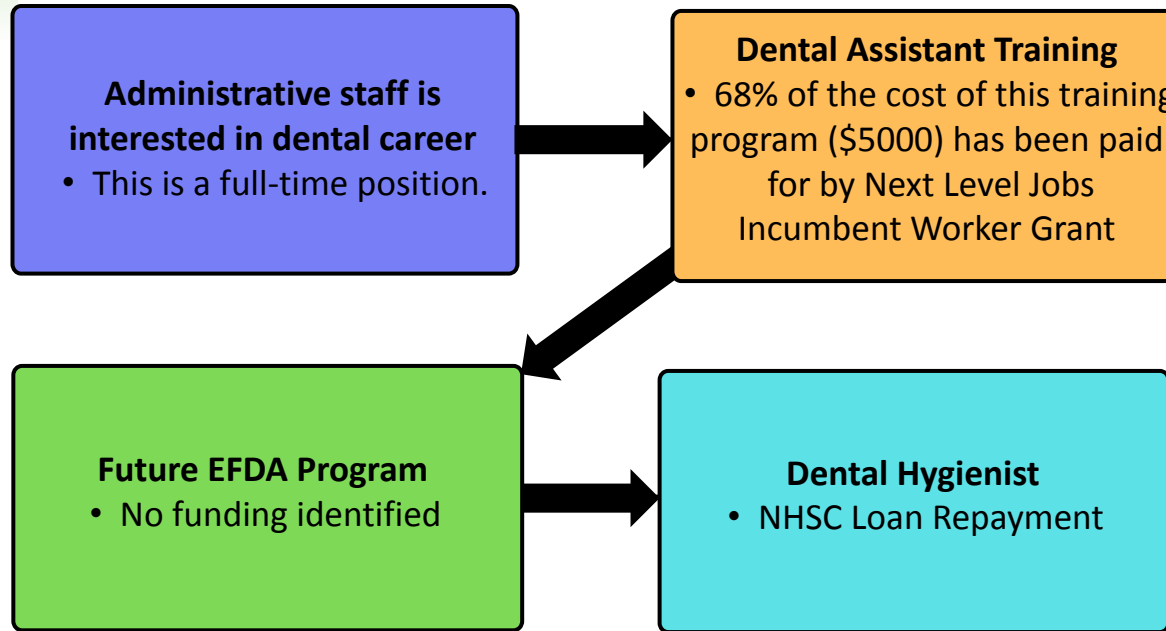 Administrative staff is
interested in dental career
• This is a full-time position.
Dental Assistant Training
• 68% of the cost of this training
program ($5000) has been paid
for by Next Level Jobs
Incumbent Worker Grant
Future EFDA Program
• No funding identified
Dental Hygienist
• NHSC Loan Repayment